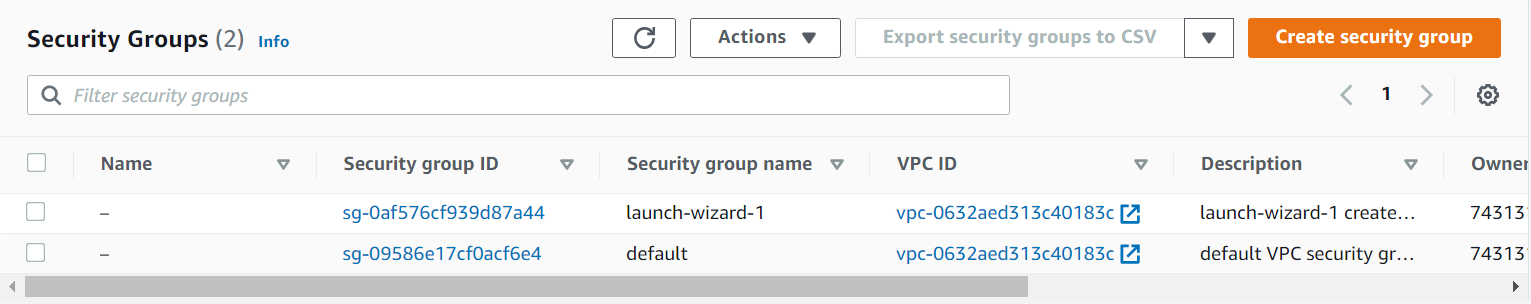 Security Groups (2) Info Actions Export security groups to CSV Create security group
Filter security groups 1
Name Security group ID Security group name VPC ID Description Owner
– sg-0af576cf939d87a44 launch-wizard-1 vpc-0632aed313c40183c launch-wizard-1 create... 74313
– sg-09586e17cf0acf6e4 default vpc-0632aed313c40183c default VPC security gr... 74313